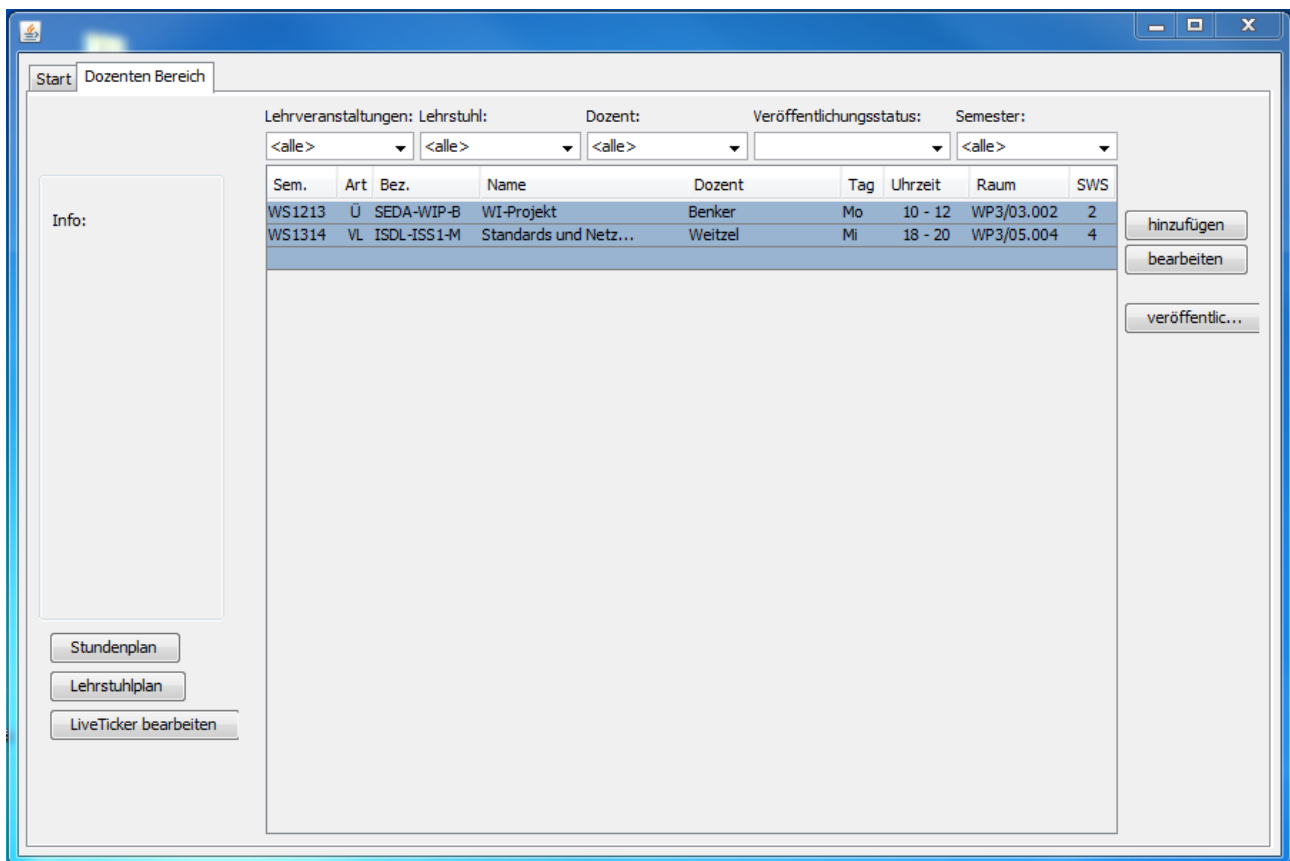 Start Dozenten Bereich
Lehrveranstaltungen: Lehrstuhl: Dozent: Veröffentlichungsstatus: Semester:
<alle> <alle> <alle> <alle>
Sem. Art Bez. Name Dozent Tag Uhrzeit Raum SWS
WS1213 Ü SEDA-WIP-B WI-Projekt Benker Mo 10 - 12 WP3/03.002 2
WS1314 VL ISDL-ISS1-M Standards und Netz... Weitzel Mi 18 - 20 WP3/05.004 4
Info:
hinzufügen
bearbeiten
veröffentlic...
Stundenplan
Lehrstuhlplan
LiveTicker bearbeiten